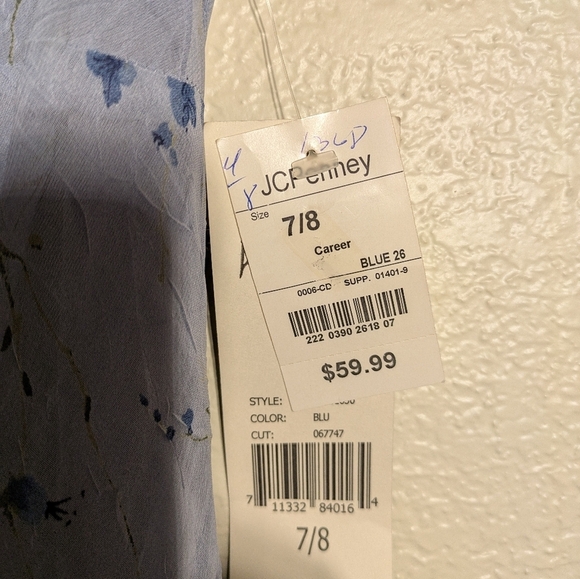 4
8
JCPenney
Size
7/8
Career
BLUE 26
0006-CD SUPP. 01401-9
222 0390 2618 07
$59.99
STYLE:
COLOR: BLU
CUT: 067747
7 11332 84016 4
7/8